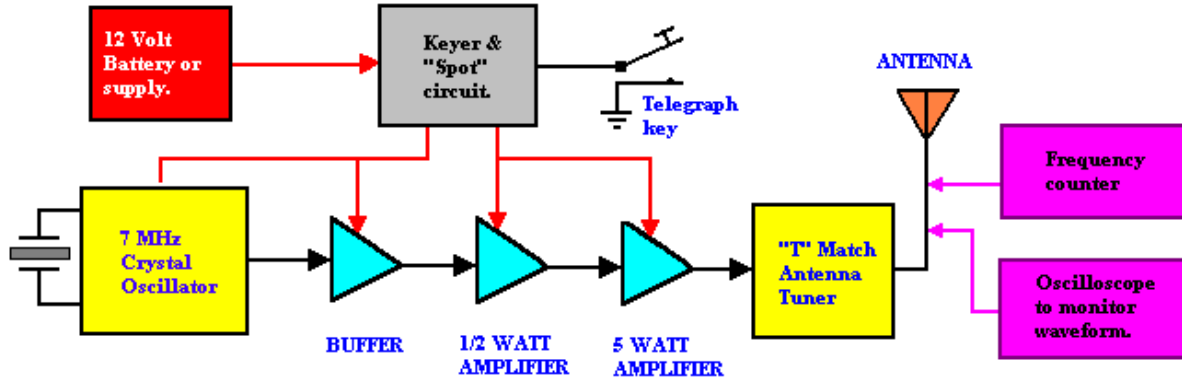 12 Volt
Battery or
supply.
Keyer &
"Spot"
circuit.
Telegraph
key
ANTENNA
Frequency
counter
7 MHz
Crystal
Oscillator
"T" Match
Antenna
Tuner
Oscilloscope
to monitor
waveform.
BUFFER
1/2 WATT
AMPLIFIER
5 WATT
AMPLIFIER